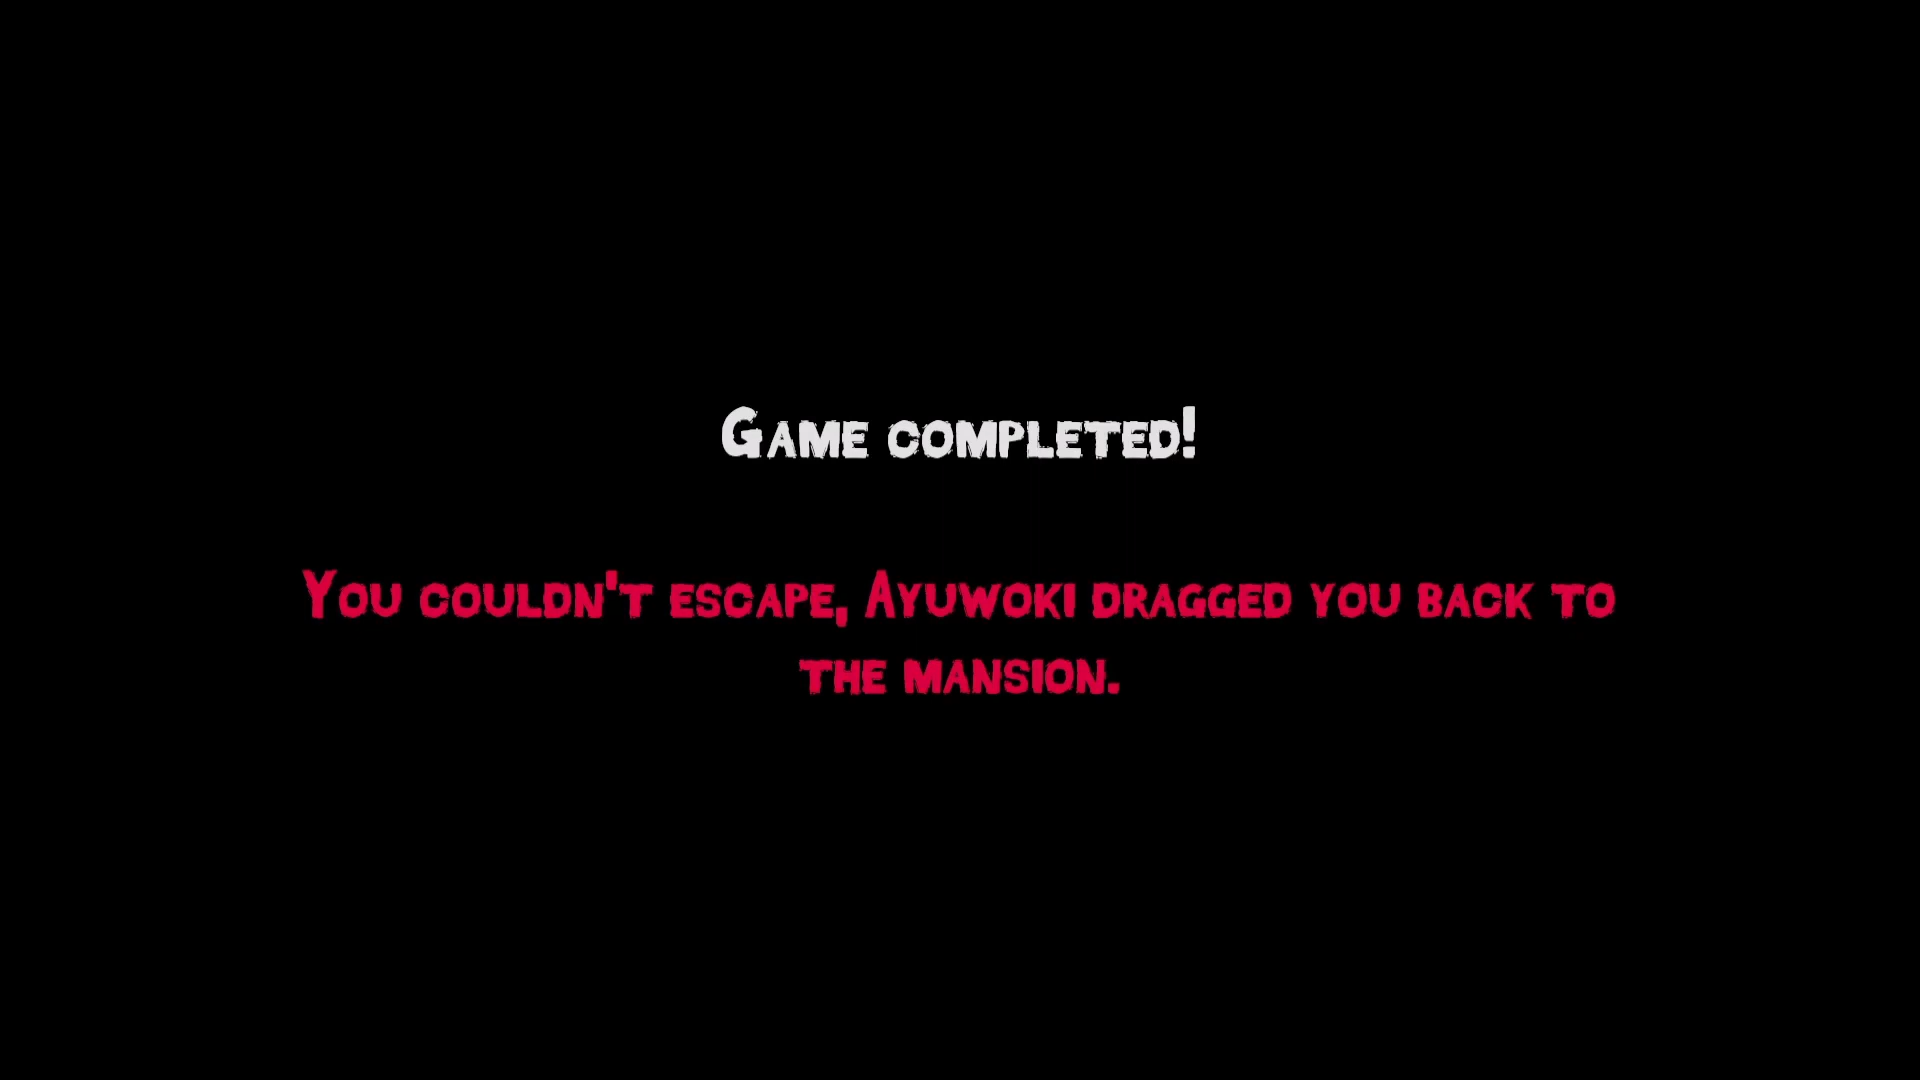 Game completed!
You couldn't escape, Ayuwoki dragged you back to
the mansion.